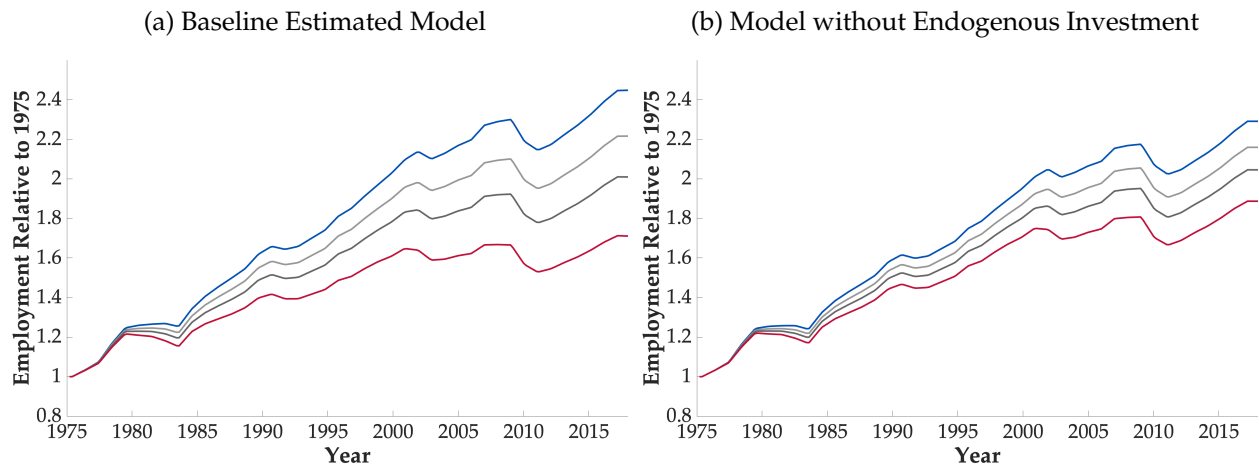 (a) Baseline Estimated Model
(b) Model without Endogenous Investment
Employment Relative to 1975
2.4
2.2
2
1.8
1.6
1.4
1.2
1
0.8
1975 1980 1985 1990 1995 2000 2005 2010 2015
Year
Employment Relative to 1975
2.4
2.2
2
1.8
1.6
1.4
1.2
1
0.8
1975 1980 1985 1990 1995 2000 2005 2010 2015
Year